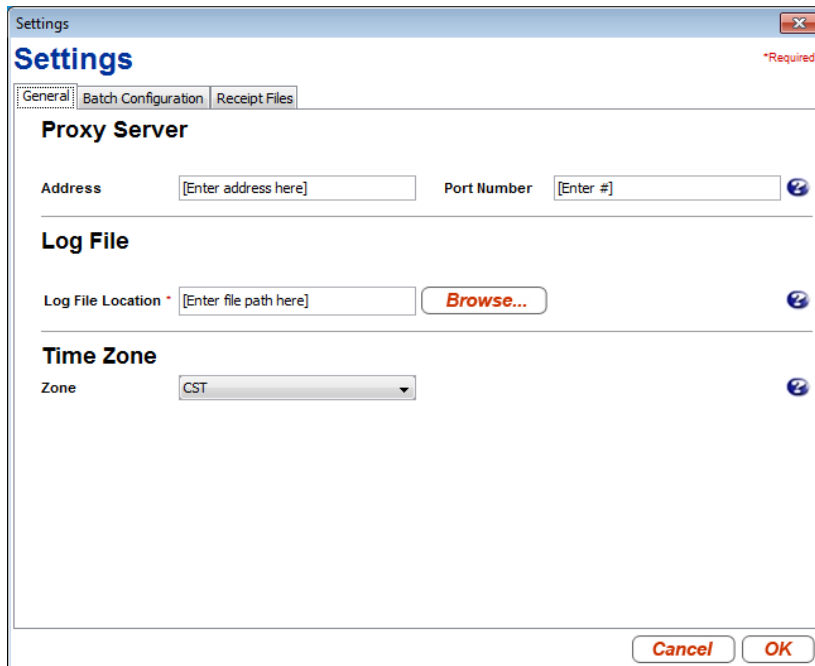 Settings
Settings
*Required
General Batch Configuration Receipt Files
Proxy Server
Address [Enter address here] Port Number [Enter #]
Log File
Log File Location * [Enter file path here] Browse...
Time Zone
Zone CST
Cancel OK